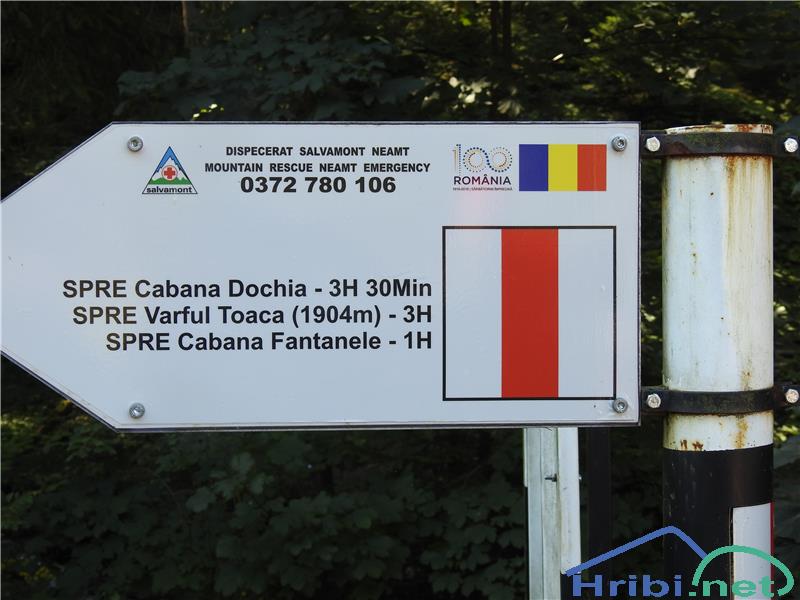 DISPECERAT SALVAMONT NEAMT
MOUNTAIN RESCUE NEAMT EMERGENCY
0372 780 106
salvamont
100
ROMÂNIA
SPRE Cabana Dochia - 3H 30Min
SPRE Varful Toaca (1904m) - 3H
SPRE Cabana Fantanele - 1H
Hribi.net